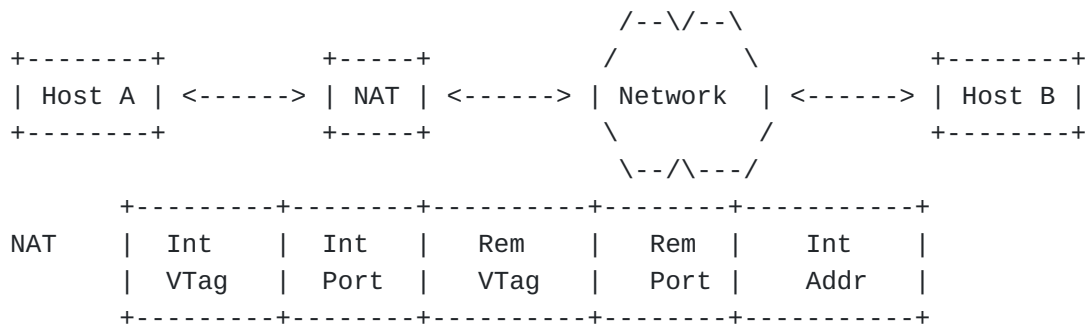 /--\/--\
+--------+ +-----+ / \ +--------+
| Host A | <------> | NAT | <------> | Network | <------> | Host B |
+--------+ +-----+ \ / +--------+
\--/\---/
+---------+--------+----------+--------+-----------+
NAT | Int | Int | Rem | Rem | Int |
| VTag | Port | VTag | Port | Addr |
+---------+--------+----------+--------+-----------+